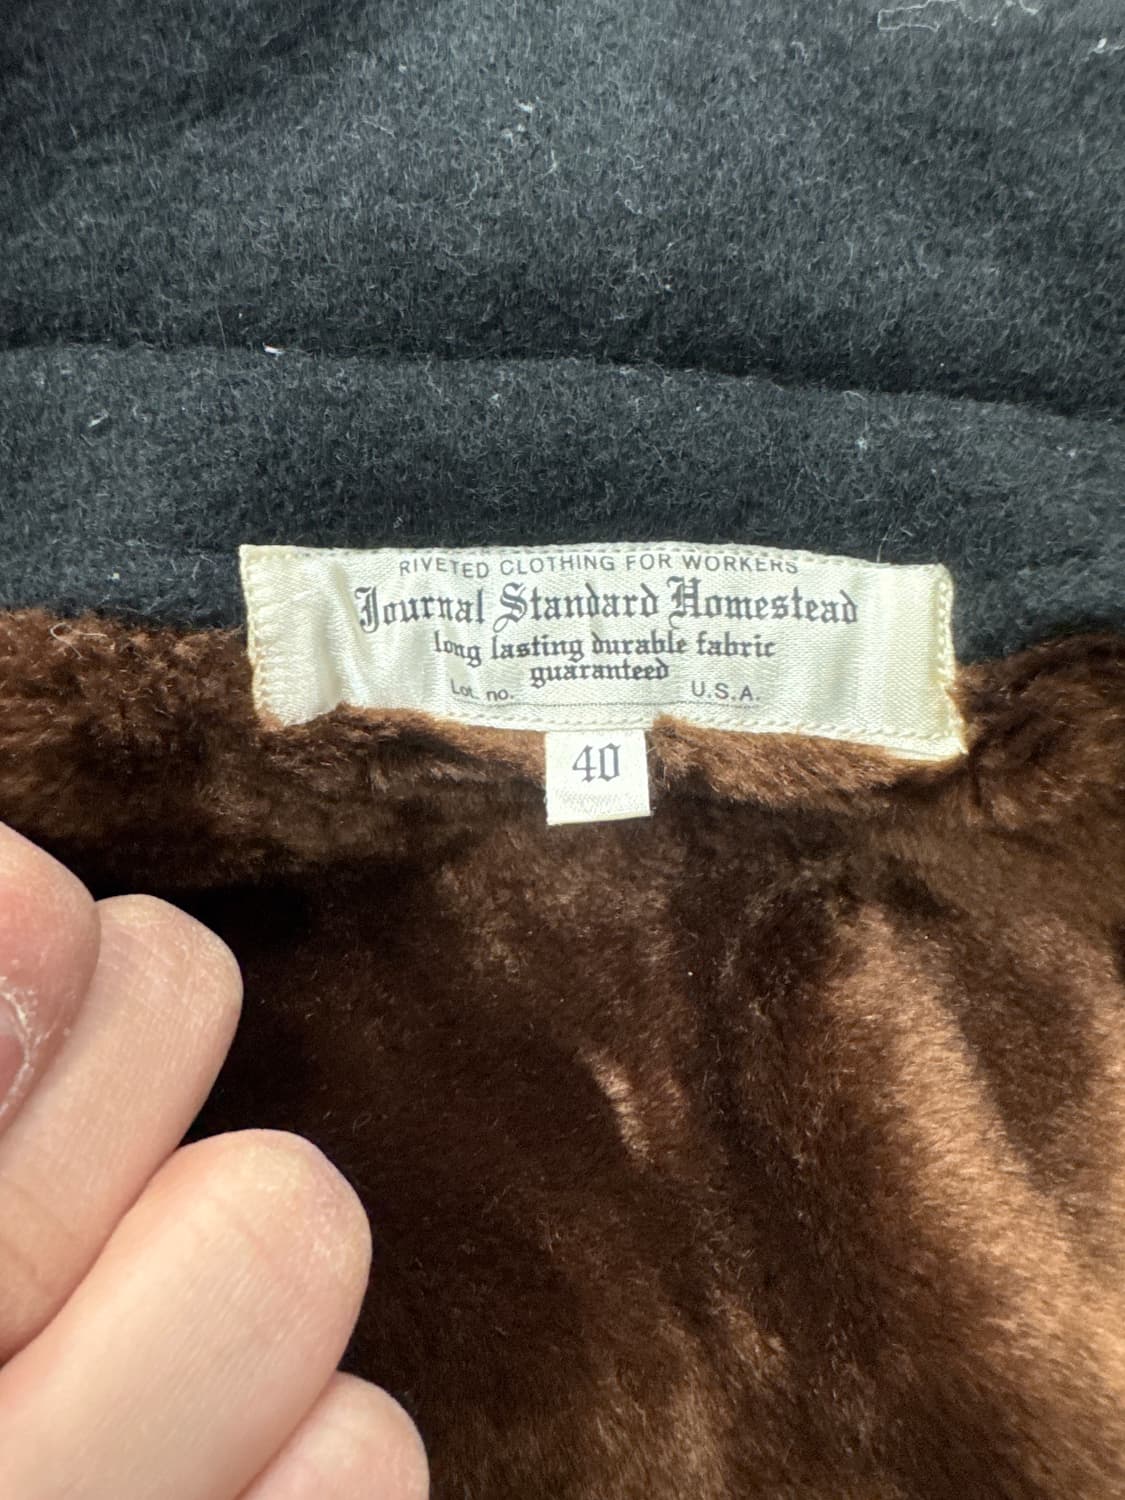 RIVETED CLOTHING FOR WORKERS
Journal Standard Homestead
long lasting durable fabric
guaranteed
Lot. no. U.S.A.
40